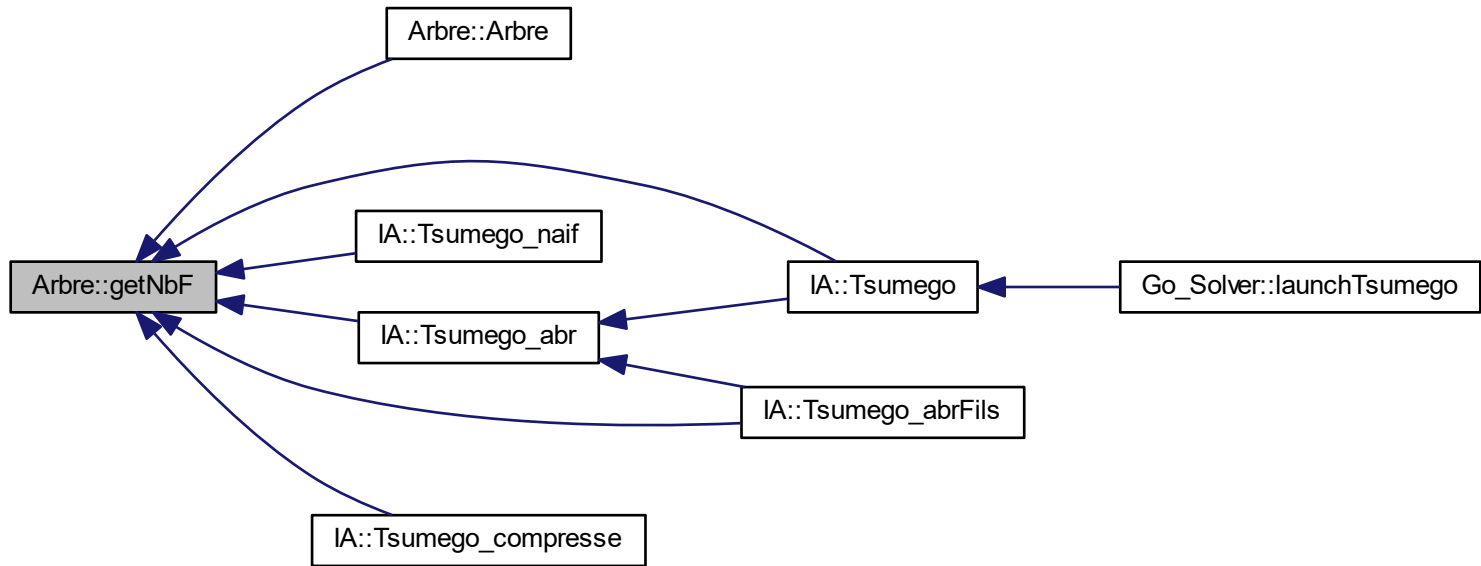 Arbre::Arbre
IA::Tsumego_naif
Arbre::getNbF
IA::Tsumego
Go_Solver::launchTsumego
IA::Tsumego_abr
IA::Tsumego_abrFils
IA::Tsumego_compresse